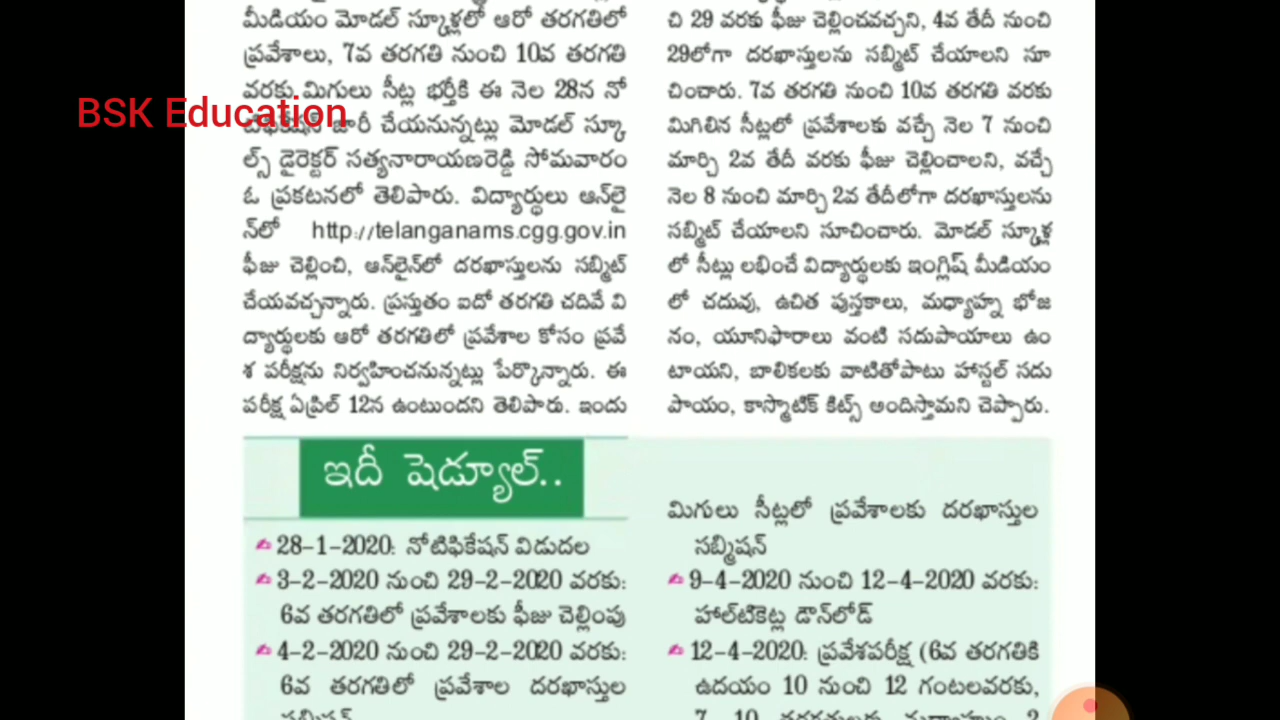 మీడియం మోడల్ స్కూళ్లలో ఆరో తరగతిలో
ప్రవేశాలు, 7వ తరగతి నుంచి 10వ తరగతి
వరకు మిగులు సీట్ల భర్తీకి ఈ నెల 28న నో
BSK Education
జారీ చేయనున్నట్లు మోడల్ స్కూ
ల్స్ డైరెక్టర్ సత్యనారాయణరెడ్డి సోమవారం
ఓ ప్రకటనలో తెలిపారు. విద్యార్థులు ఆన్‌లై
న్‌లో http://telanganams.cgg.gov.in
ఫీజు చెల్లించి, ఆన్‌లైన్‌లో దరఖాస్తులను సబ్మిట్
చేయవచ్చన్నారు. ప్రస్తుతం ఐదో తరగతి చదివే వి
ద్యార్థులకు ఆరో తరగతిలో ప్రవేశాల కోసం ప్రవే
శ పరీక్షను నిర్వహించనున్నట్లు పేర్కొన్నారు. ఈ
పరీక్ష ఏప్రిల్ 12న ఉంటుందని తెలిపారు. ఇందు
చి 29 వరకు ఫీజు చెల్లించవచ్చని, 4వ తేదీ నుంచి
29లోగా దరఖాస్తులను సబ్మిట్ చేయాలని సూ
చించారు. 7వ తరగతి నుంచి 10వ తరగతి వరకు
మిగిలిన సీట్లలో ప్రవేశాలకు వచ్చే నెల 7 నుంచి
మార్చి 2వ తేదీ వరకు ఫీజు చెల్లించాలని, వచ్చే
నెల 8 నుంచి మార్చి 2వ తేదీలోగా దరఖాస్తులను
సబ్మిట్ చేయాలని సూచించారు. మోడల్ స్కూళ్ల
లో సీట్లు లభించే విద్యార్థులకు ఇంగ్లిష్ మీడియం
లో చదువు, ఉచిత పుస్తకాలు, మధ్యాహ్న భోజ
నం, యూనిఫారాలు వంటి సదుపాయాలు ఉం
టాయని, బాలికలకు వాటితోపాటు హాస్టల్ సదు
పాయం, కాస్మొటిక్ కిట్స్ అందిస్తామని చెప్పారు.
ఇదీ షెడ్యూల్..
28-1-2020: నోటిఫికేషన్ విడుదల
3-2-2020 నుంచి 29-2-2020 వరకు:
6వ తరగతిలో ప్రవేశాలకు ఫీజు చెల్లింపు
4-2-2020 నుంచి 29-2-2020 వరకు:
6వ తరగతిలో ప్రవేశాల దరఖాస్తుల
మిగులు సీట్లలో ప్రవేశాలకు దరఖాస్తుల
సబ్మిషన్
9-4-2020 నుంచి 12-4-2020 వరకు:
హాల్‌టికెట్ల డౌన్‌లోడ్
12-4-2020: ప్రవేశపరీక్ష (6వ తరగతికి
ఉదయం 10 నుంచి 12 గంటలవరకు,